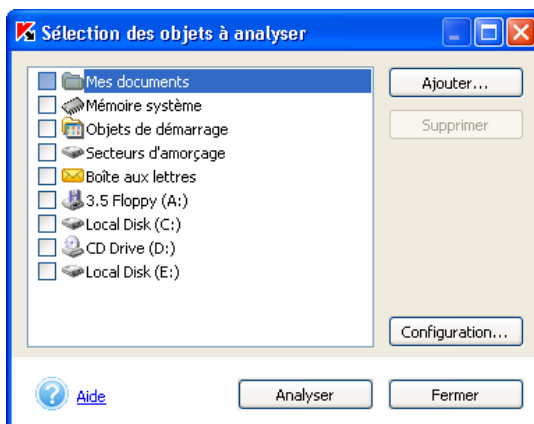 Sélection des objets à analyser
Mes documents
Mémoire système
Objets de démarrage
Secteurs d'amorçage
Boîte aux lettres
3.5 Floppy (A:)
Local Disk (C:)
CD Drive (D:)
Local Disk (E:)
Ajouter...
Supprimer
Configuration...
Aide
Analyser
Fermer